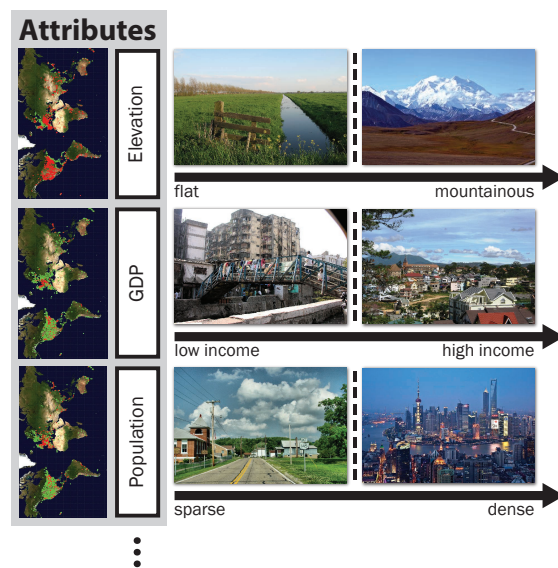 Attributes
Elevation
flat
mountainous
GDP
low income
high income
Population
sparse
dense